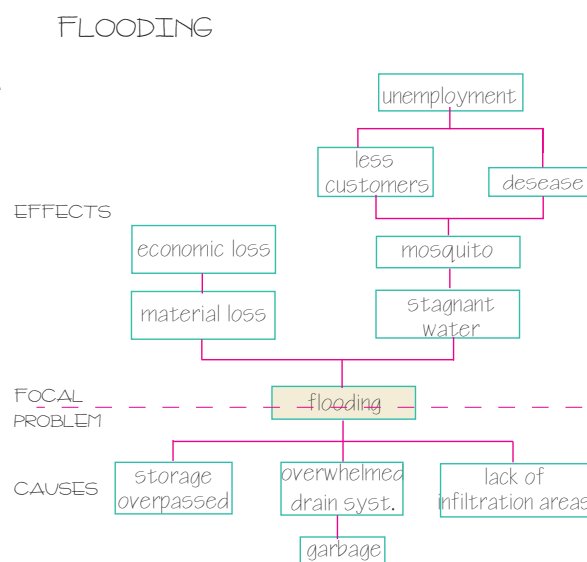 FLOODING
unemployment
less
customers
desease
EFFECTS
economic loss
mosquito
material loss
stagnant
water
FOCAL
PROBLEM
flooding
CAUSES
storage
overpassed
overwhelmed
drain syst.
lack of
infiltration areas
garbage